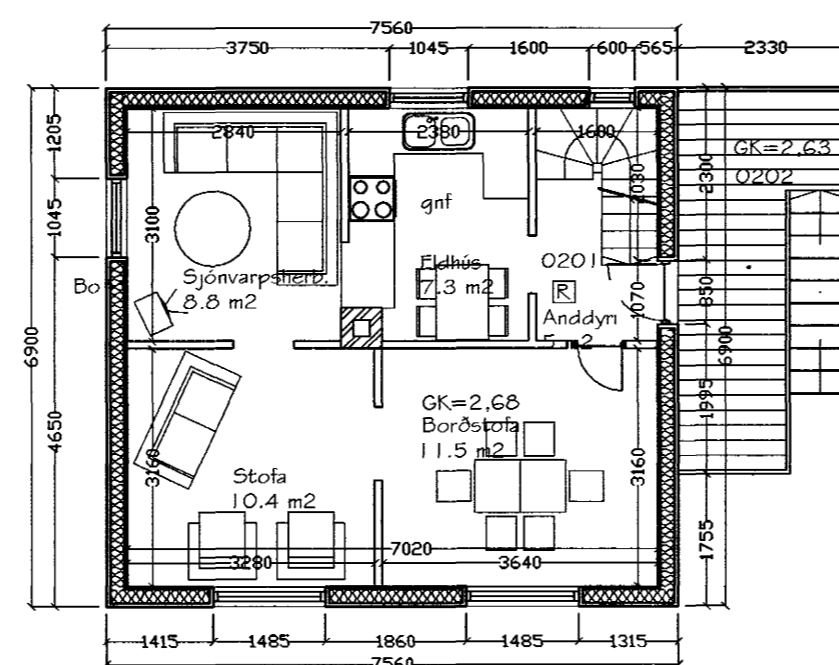 7560
3750 1045 1600 600 565 2330
1205
1045
6900
4650
2840 2380 1600
GK=2,63
0202
2300
2030
3100
gnf
Sjónvarpsherb.
8.8 m2
Eldhús
7.3 m2
0201
R
Anddyri
5.2
1070
850
6900
1995
Bo
GK=2,68
Borðstofa
11.5 m2
3160
Stofa
10.4 m2
3160
7020
3280 3640
1755
1415 1485 1860 1485 1315
7560